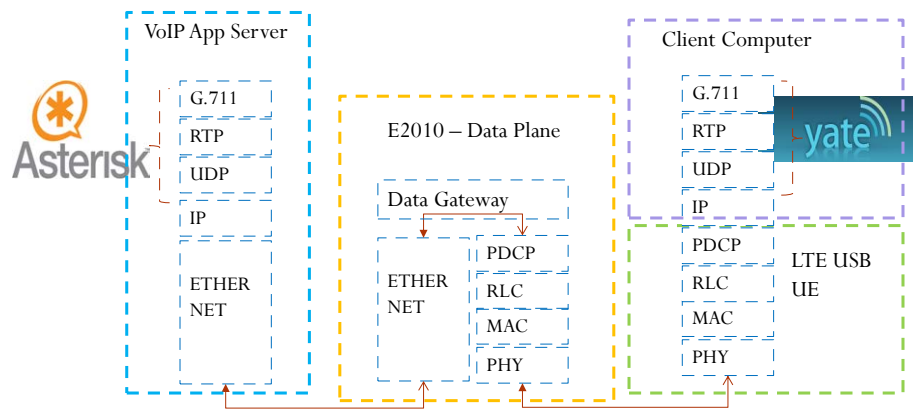 VoIP App Server
G.711
RTP
UDP
IP
ETHER
NET
Asterisk
E2010 – Data Plane
Data Gateway
ETHER
NET
PDCP
RLC
MAC
PHY
Client Computer
G.711
RTP
UDP
IP
yate
PDCP
RLC
MAC
PHY
LTE USB
UE